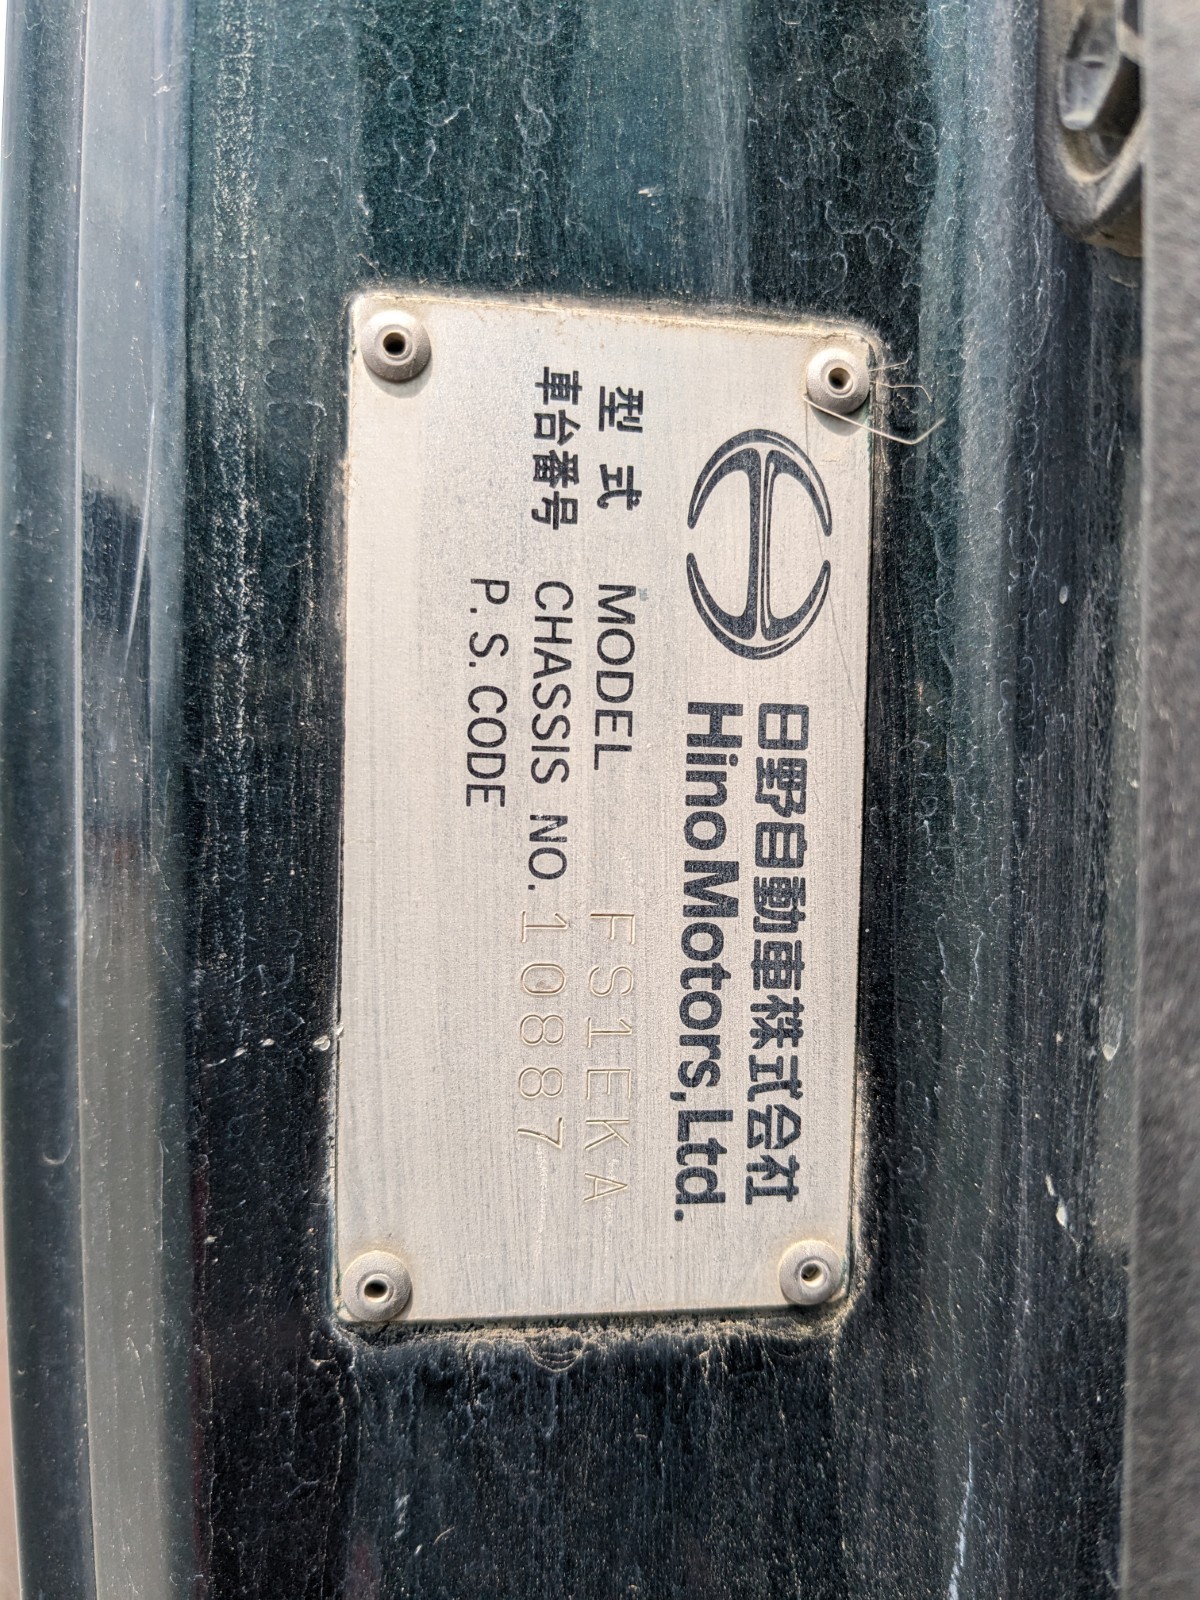 日野自動車株式会社
Hino Motors, Ltd.
型式 MODEL FS1EKA
車台番号 CHASSIS NO. 10887
P. S. CODE